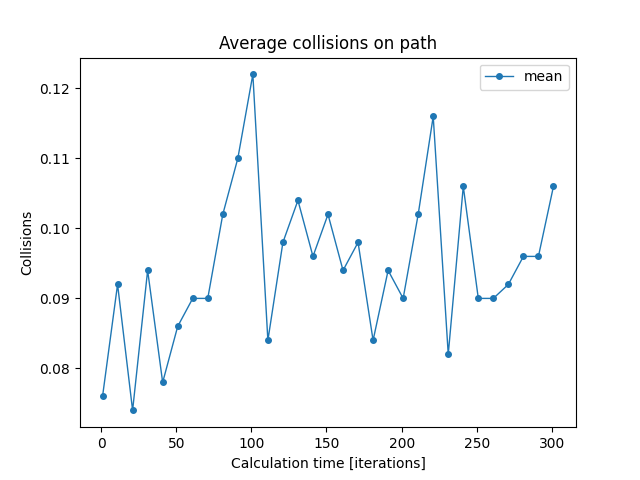 Average collisions on path
mean
0.12
0.11
0.10
0.09
0.08
Collisions
0 50 100 150 200 250 300
Calculation time [iterations]